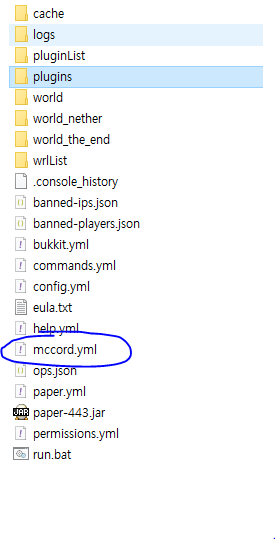 cache
logs
pluginList
plugins
world
world_nether
world_the_end
wrlList
.console_history
banned-ips.json
banned-players.json
bukkit.yml
commands.yml
config.yml
eula.txt
help.yml
mccord.yml
ops.json
paper.yml
paper-443.jar
permissions.yml
run.bat